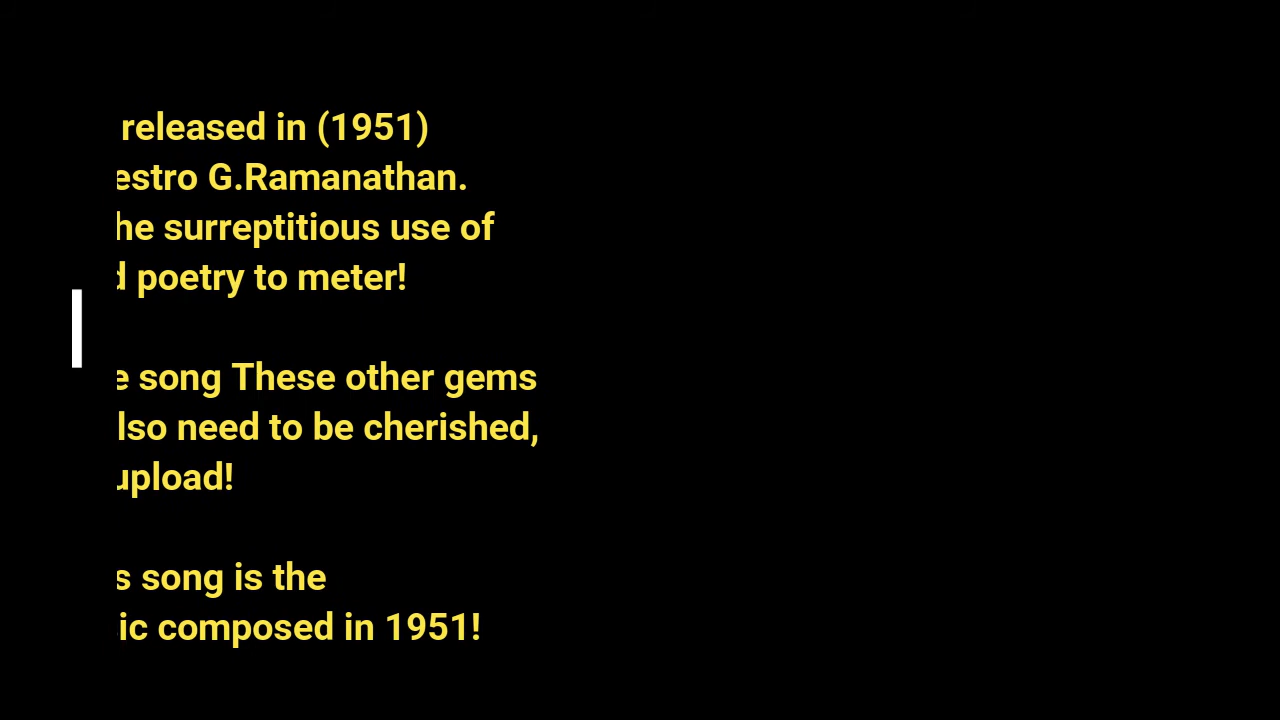 released in (1951)
estro G.Ramanathan.
he surreptitious use of
d poetry to meter!
e song These other gems
lso need to be cherished,
upload!
s song is the
ic composed in 1951!